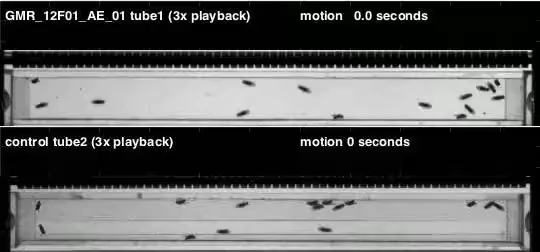 GMR_12F01_AE_01 tube1 (3x playback) motion 0.0 seconds
control tube2 (3x playback) motion 0 seconds